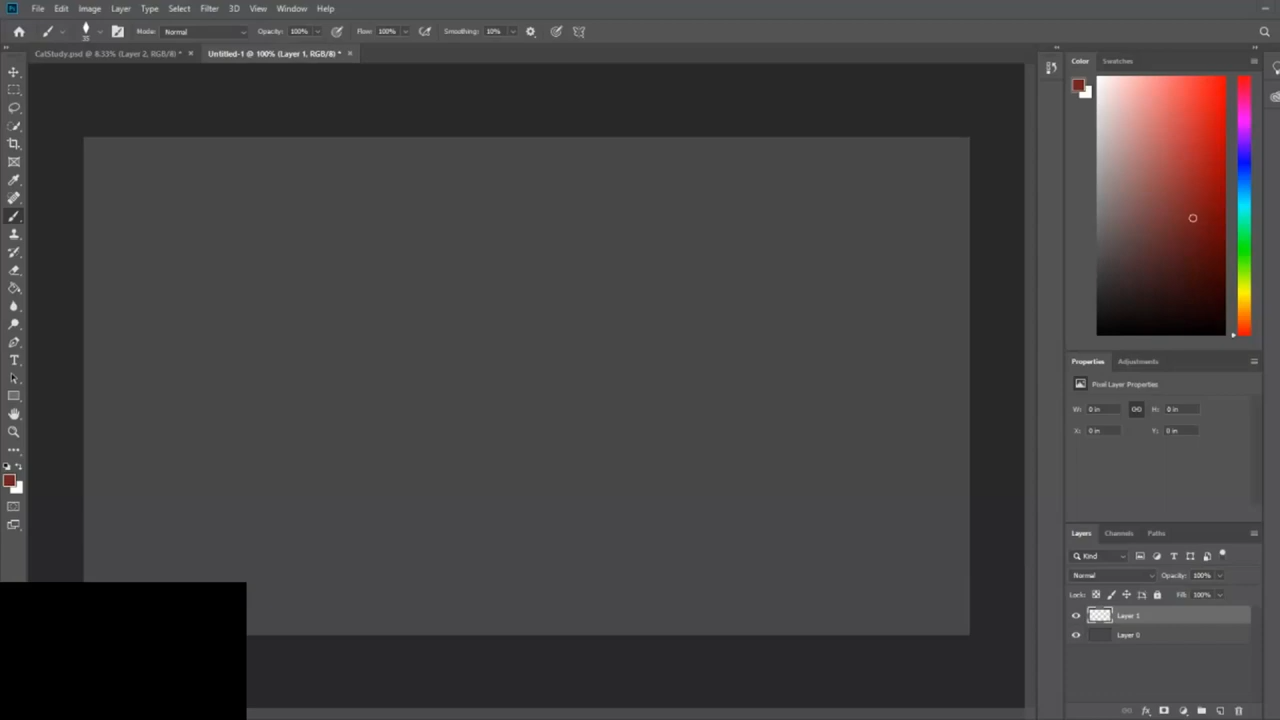 Ps File Edit Image Layer Type Select Filter 3D View Window Help
35 Mode: Normal Opacity: 100% Flow: 100% Smoothing: 10%
CatStudy.psd @ 8.33% (Layer 2, RGB/8) * × Untitled-1 @ 100% (Layer 1, RGB/8) * ×
Color Swatches
Properties Adjustments
Pixel Layer Properties
W: 0 in H: 0 in
X: 0 in Y: 0 in
Layers Channels Paths
Kind
Normal Opacity: 100%
Lock: Fill: 100%
Layer 1
Layer 0
fx